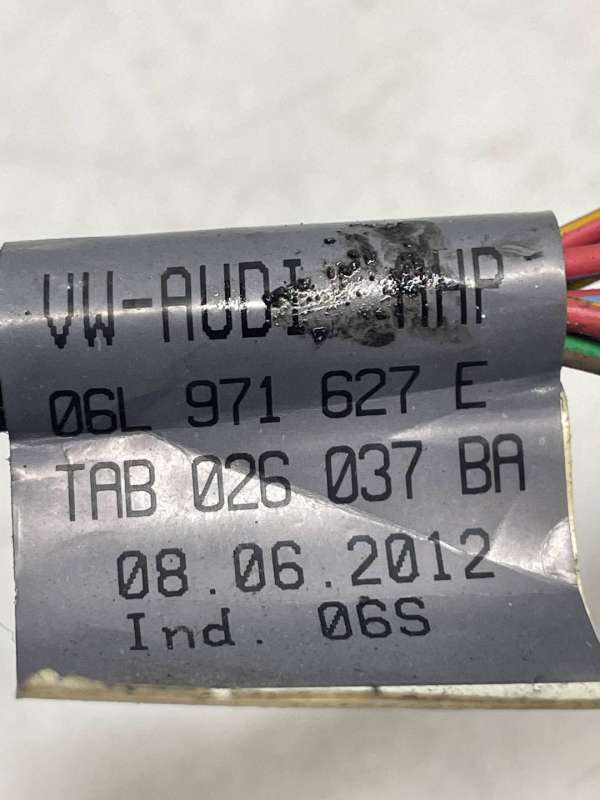 VW-AUDI
06L 971 627 E
TAB 026 037 BA
08.06.2012
Ind. 06S